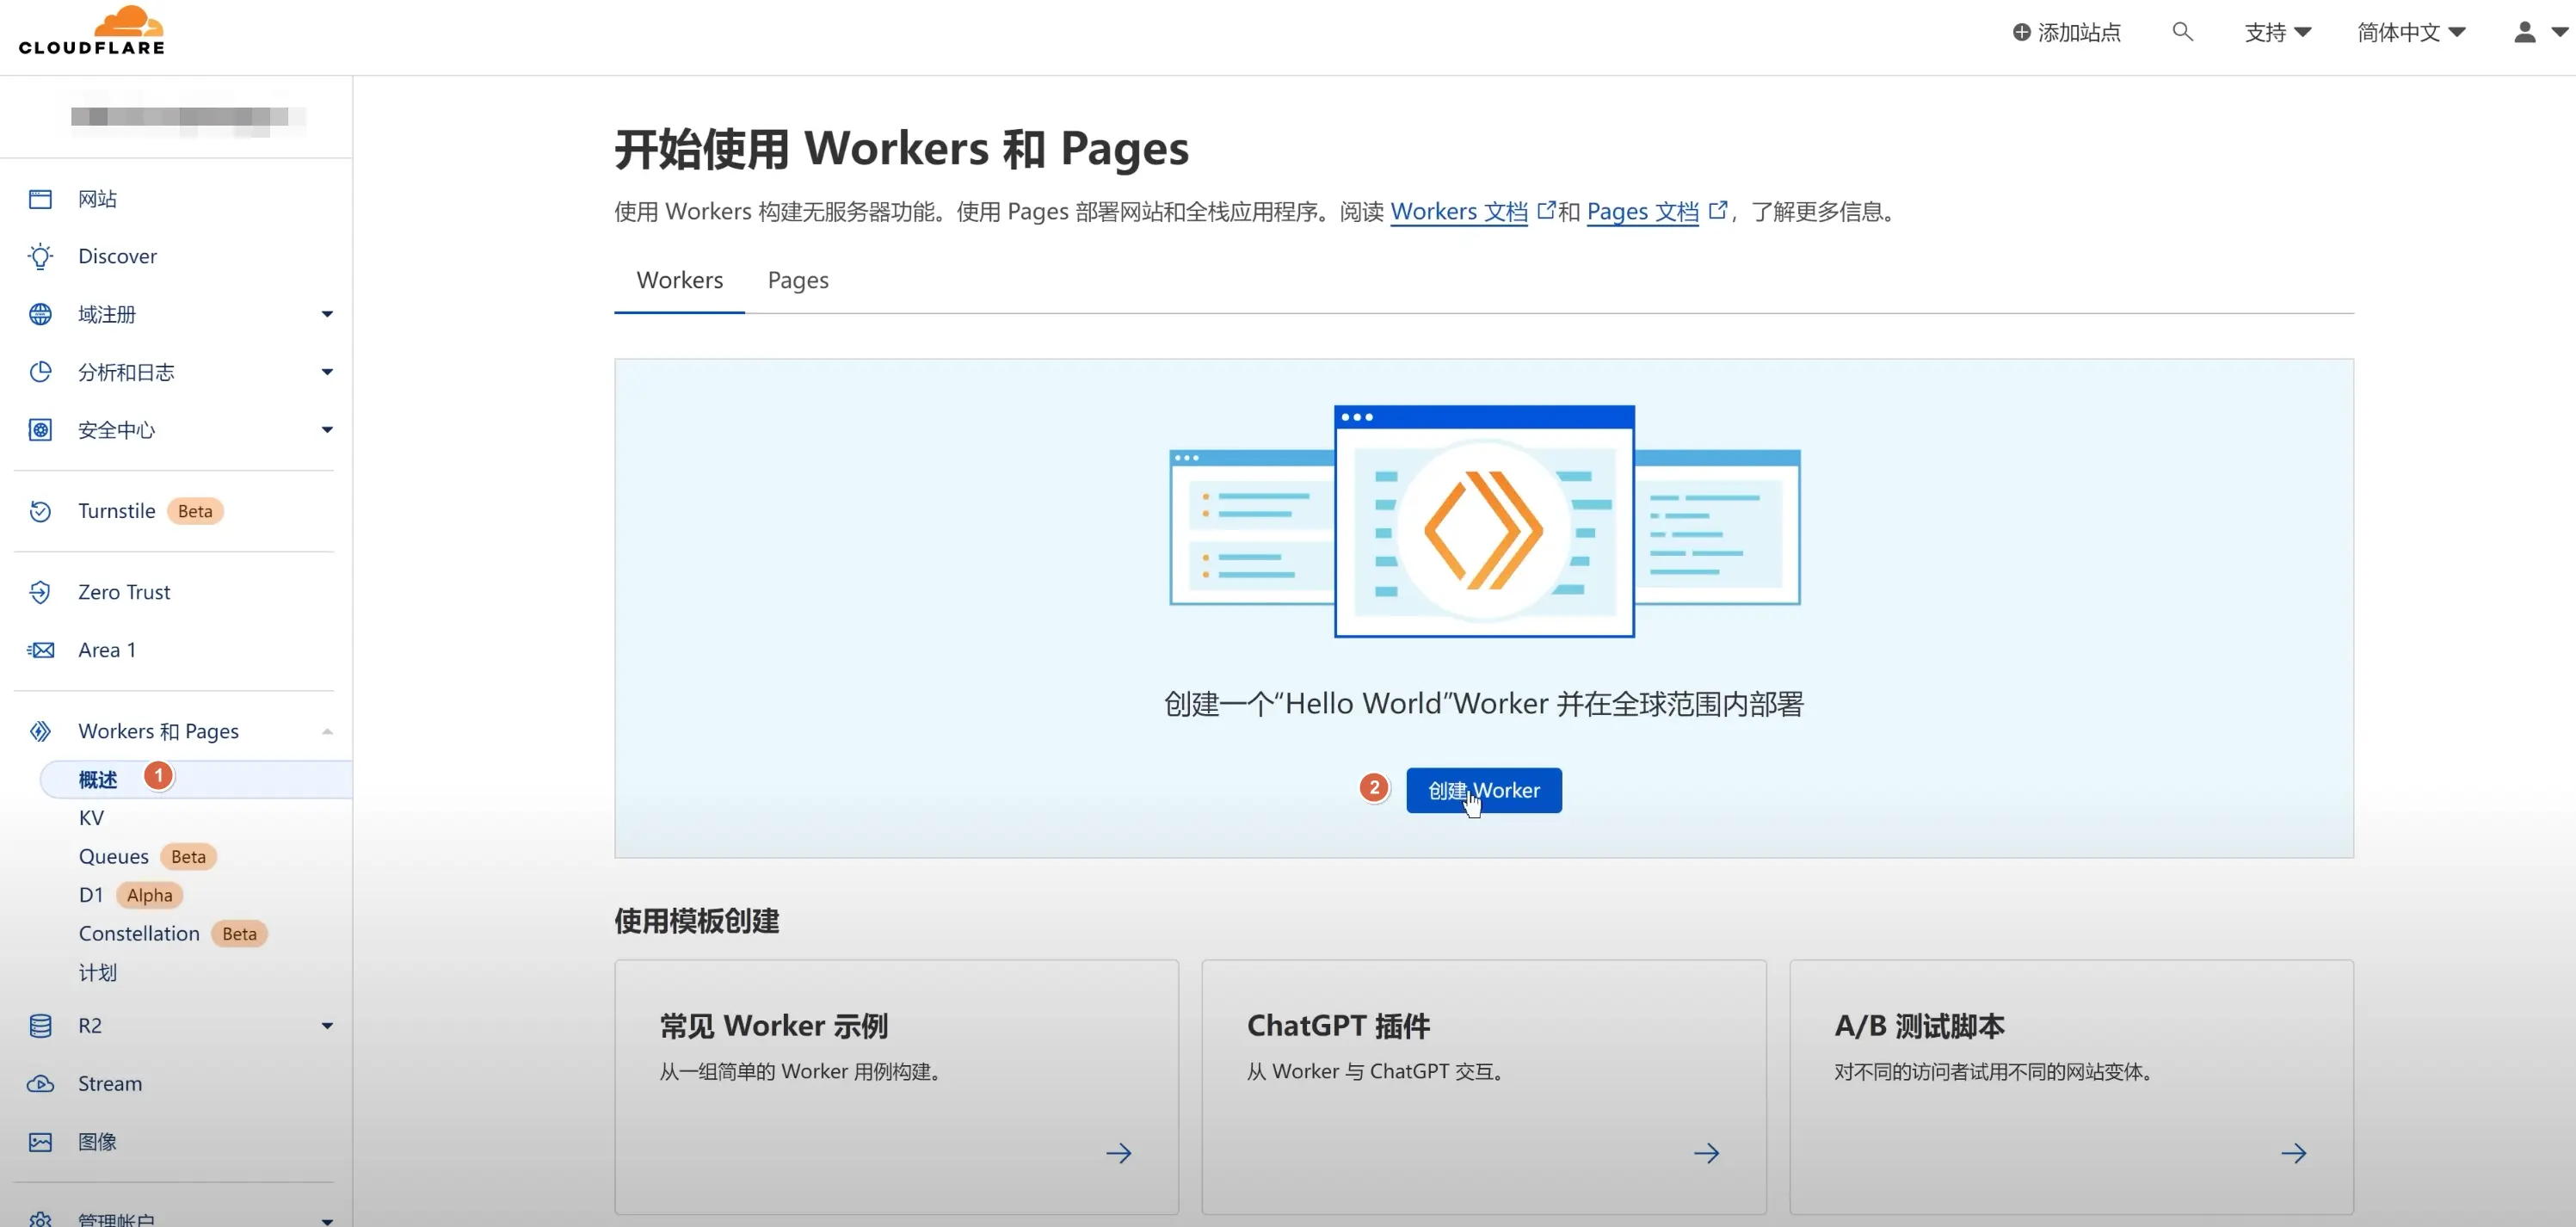 CLOUDFLARE
添加站点
支持
简体中文
网站
Discover
域注册
分析和日志
安全中心
Turnstile Beta
Zero Trust
Area 1
Workers 和 Pages
概述 1
KV
Queues Beta
D1 Alpha
Constellation Beta
计划
R2
Stream
图像
管理帐户
开始使用 Workers 和 Pages
使用 Workers 构建无服务器功能。使用 Pages 部署网站和全栈应用程序。阅读 Workers 文档 和 Pages 文档 ，了解更多信息。
Workers Pages
创建一个“Hello World”Worker 并在全球范围内部署
2 创建 Worker
使用模板创建
常见 Worker 示例
从一组简单的 Worker 用例构建。
ChatGPT 插件
从 Worker 与 ChatGPT 交互。
A/B 测试脚本
对不同的访问者试用不同的网站变体。